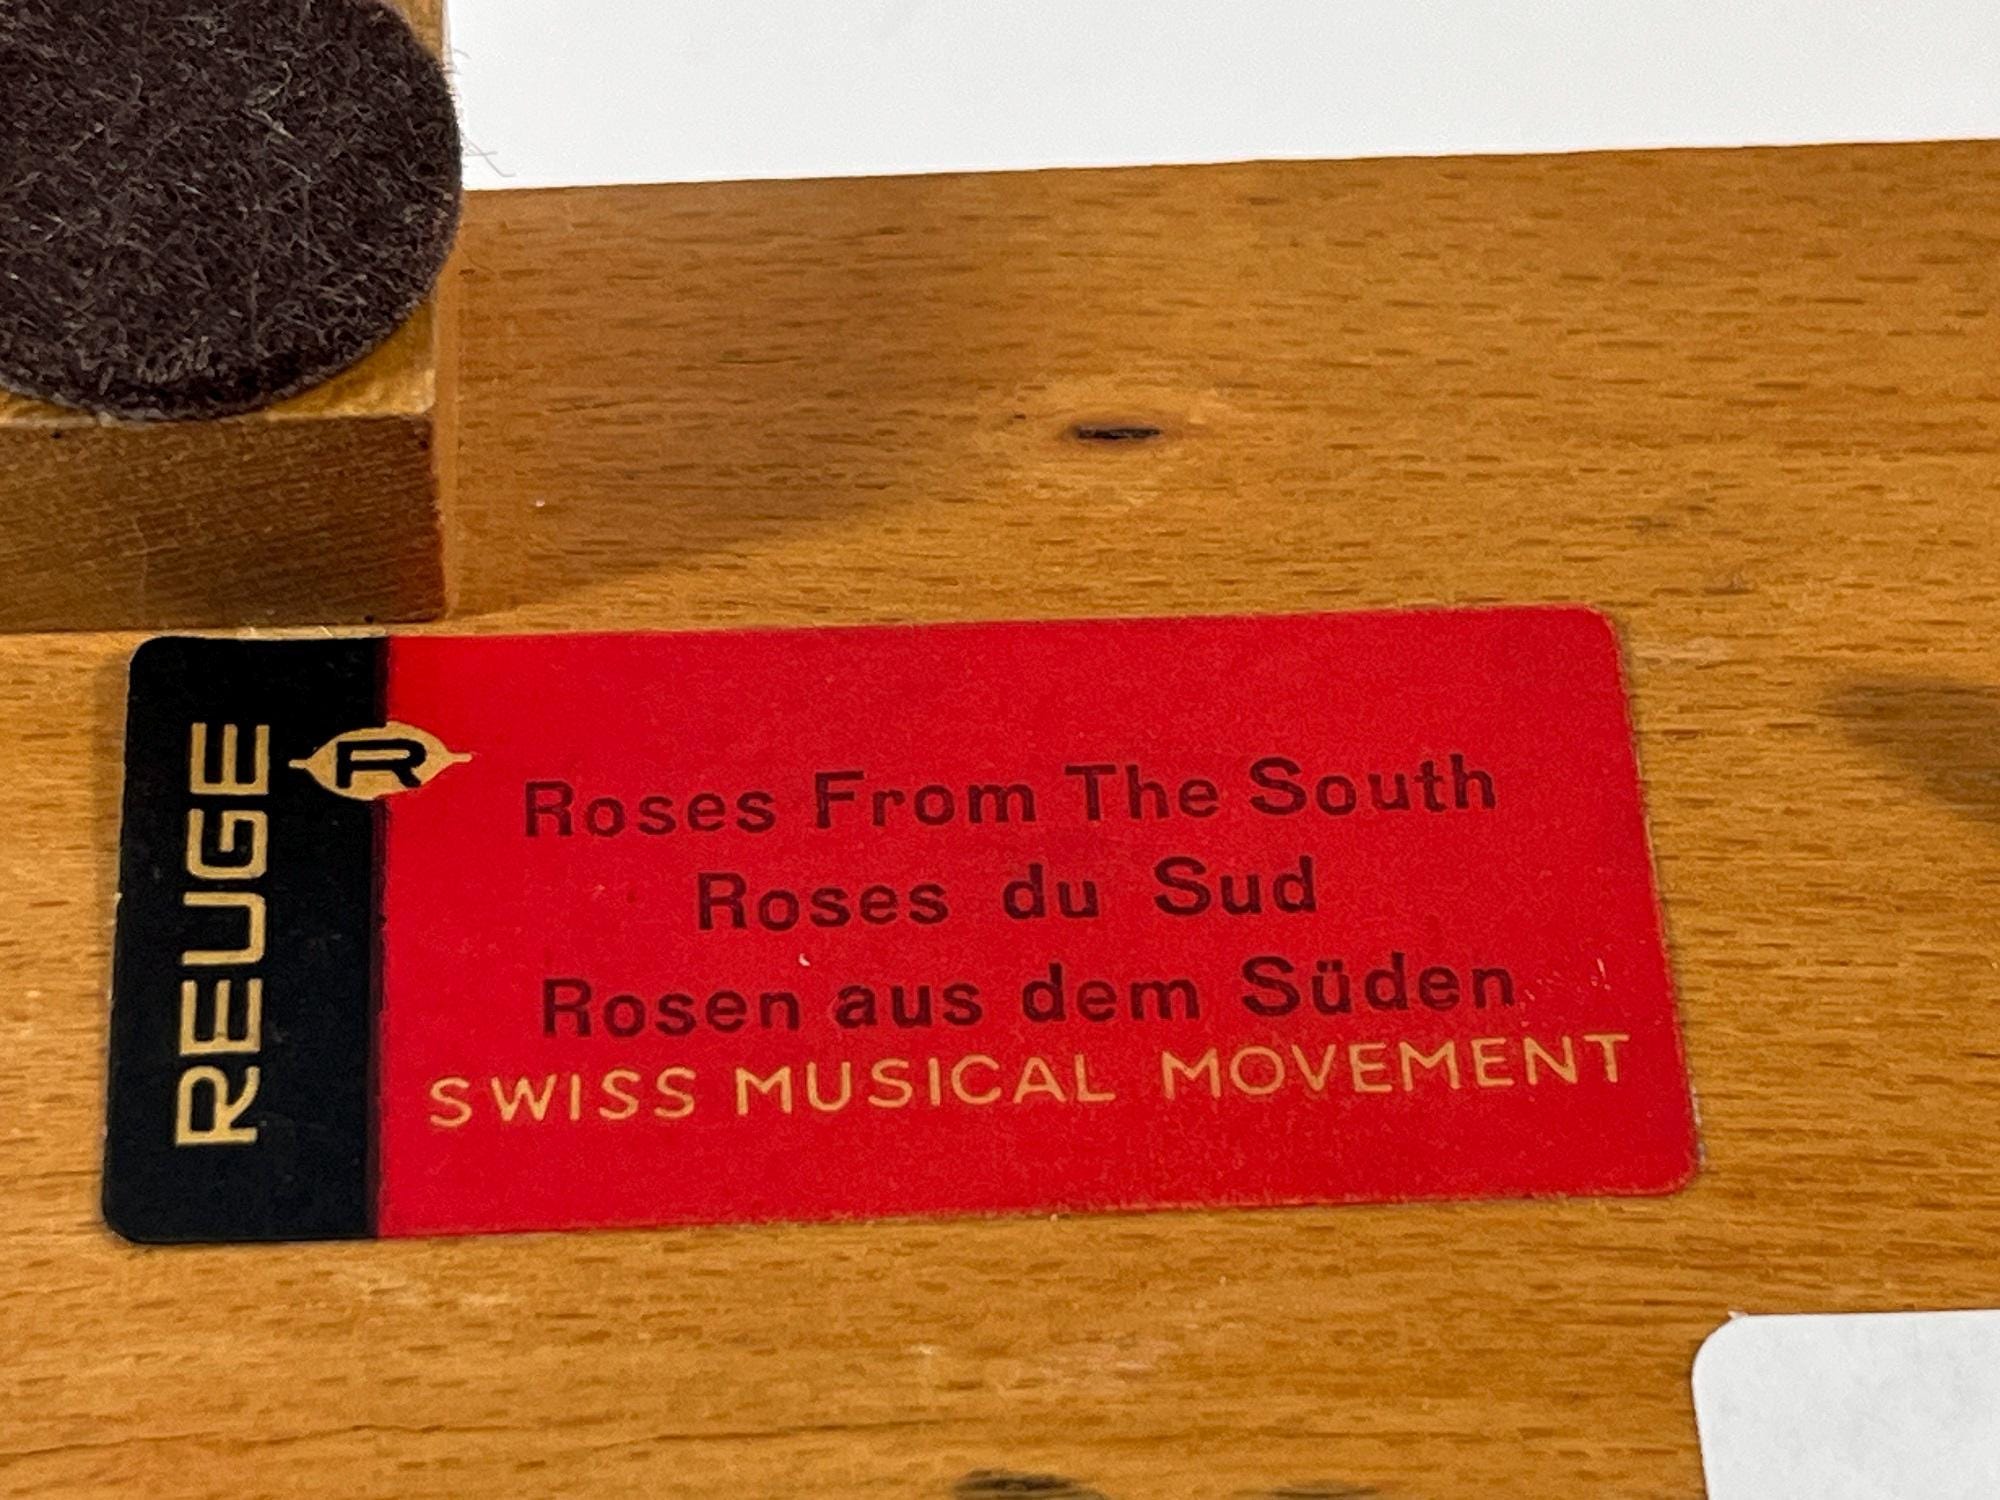 REUGE
R
Roses From The South
Roses du Sud
Rosen aus dem Süden
SWISS MUSICAL MOVEMENT